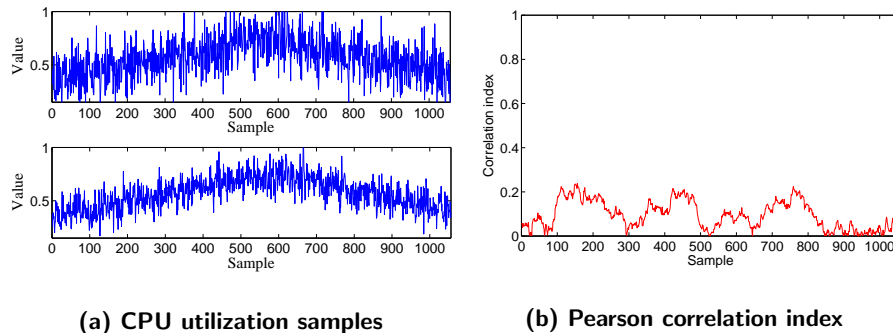 1
0.5
Value
0 100 200 300 400 500 600 700 800 900 1000
Sample
1
0.5
Value
0 100 200 300 400 500 600 700 800 900 1000
Sample
(a) CPU utilization samples
1
0.8
0.6
0.4
0.2
0
Correlation index
0 100 200 300 400 500 600 700 800 900 1000
Sample
(b) Pearson correlation index